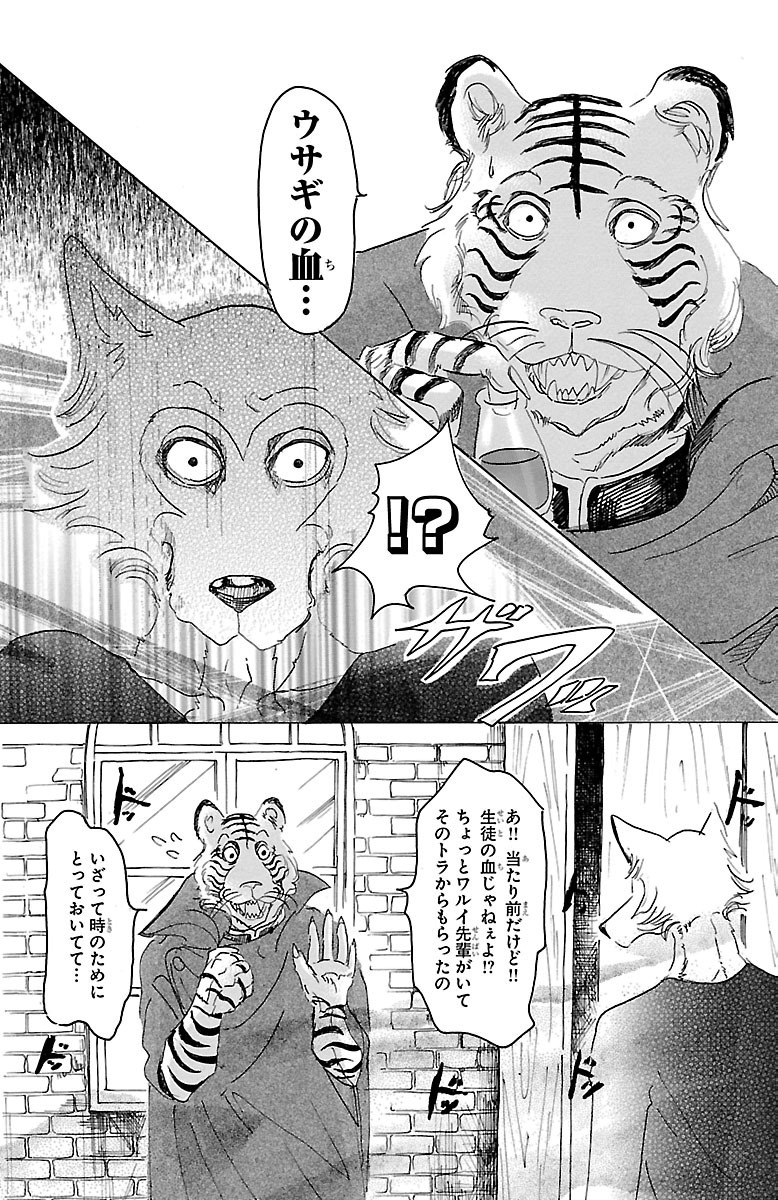 ウサギの血…
!?
ザワッ
あ!!当たり前だけど!!
生徒の血じゃねぇよ!?
ちょっとワルイ先輩がいて
そのトラからもらったの
ドッ
ドッ
ドッ
ドッ
いざって時のために
とっておいてて…